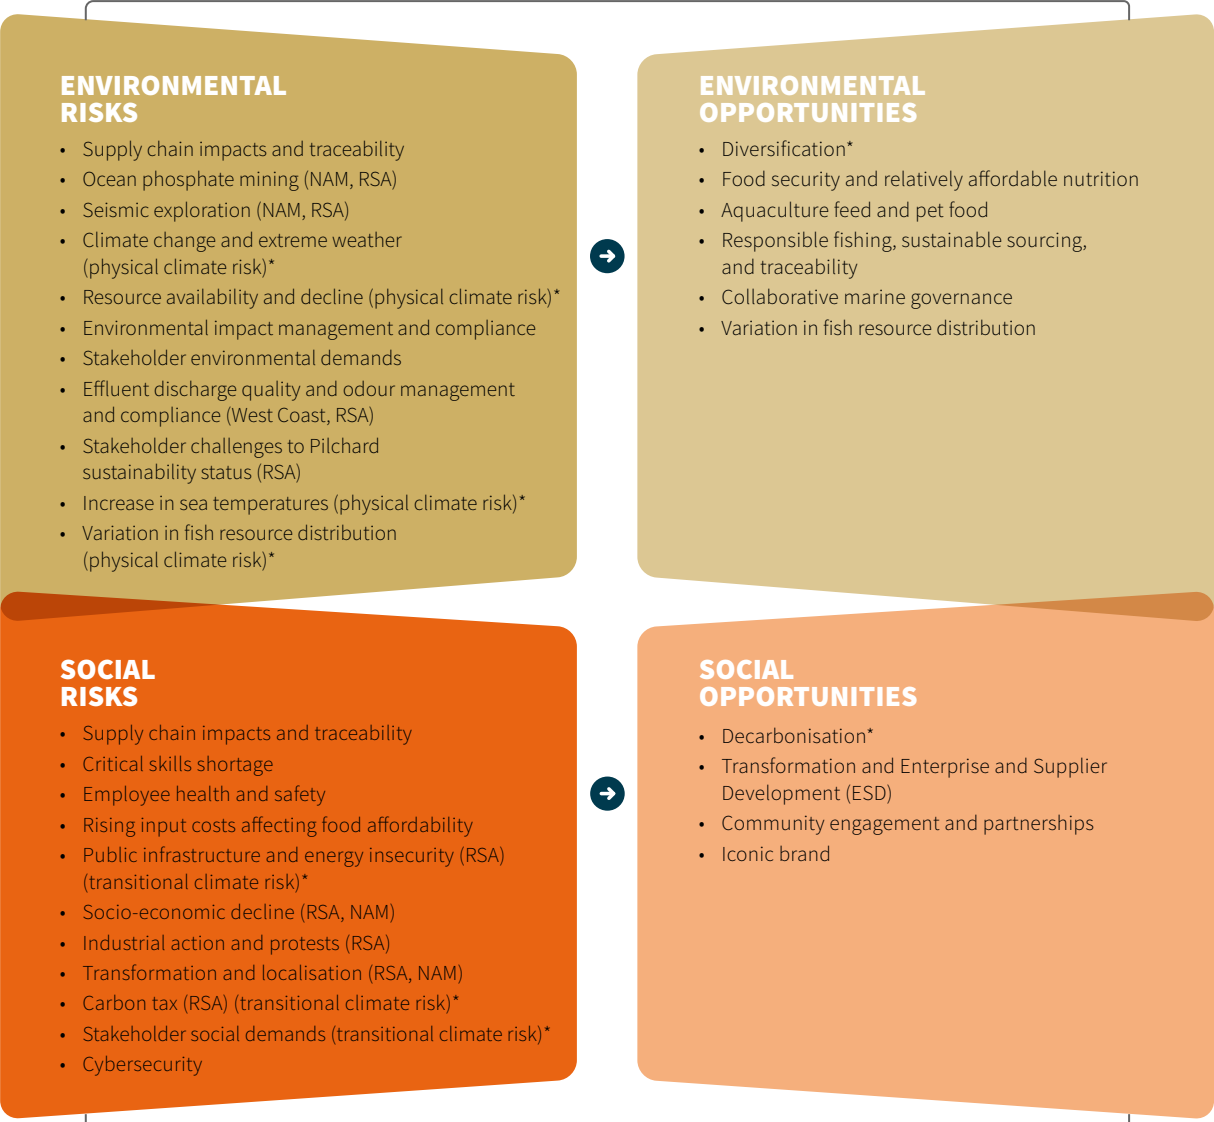 ENVIRONMENTAL
RISKS
• Supply chain impacts and traceability
• Ocean phosphate mining (NAM, RSA)
• Seismic exploration (NAM, RSA)
• Climate change and extreme weather
(physical climate risk)*
• Resource availability and decline (physical climate risk)*
• Environmental impact management and compliance
• Stakeholder environmental demands
• Effluent discharge quality and odour management
and compliance (West Coast, RSA)
• Stakeholder challenges to Pilchard
sustainability status (RSA)
• Increase in sea temperatures (physical climate risk)*
• Variation in fish resource distribution
(physical climate risk)*
ENVIRONMENTAL
OPPORTUNITIES
• Diversification*
• Food security and relatively affordable nutrition
• Aquaculture feed and pet food
• Responsible fishing, sustainable sourcing,
and traceability
• Collaborative marine governance
• Variation in fish resource distribution
SOCIAL
RISKS
• Supply chain impacts and traceability
• Critical skills shortage
• Employee health and safety
• Rising input costs affecting food affordability
• Public infrastructure and energy insecurity (RSA)
(transitional climate risk)*
• Socio-economic decline (RSA, NAM)
• Industrial action and protests (RSA)
• Transformation and localisation (RSA, NAM)
• Carbon tax (RSA) (transitional climate risk)*
• Stakeholder social demands (transitional climate risk)*
• Cybersecurity
SOCIAL
OPPORTUNITIES
• Decarbonisation*
• Transformation and Enterprise and Supplier
Development (ESD)
• Community engagement and partnerships
• Iconic brand